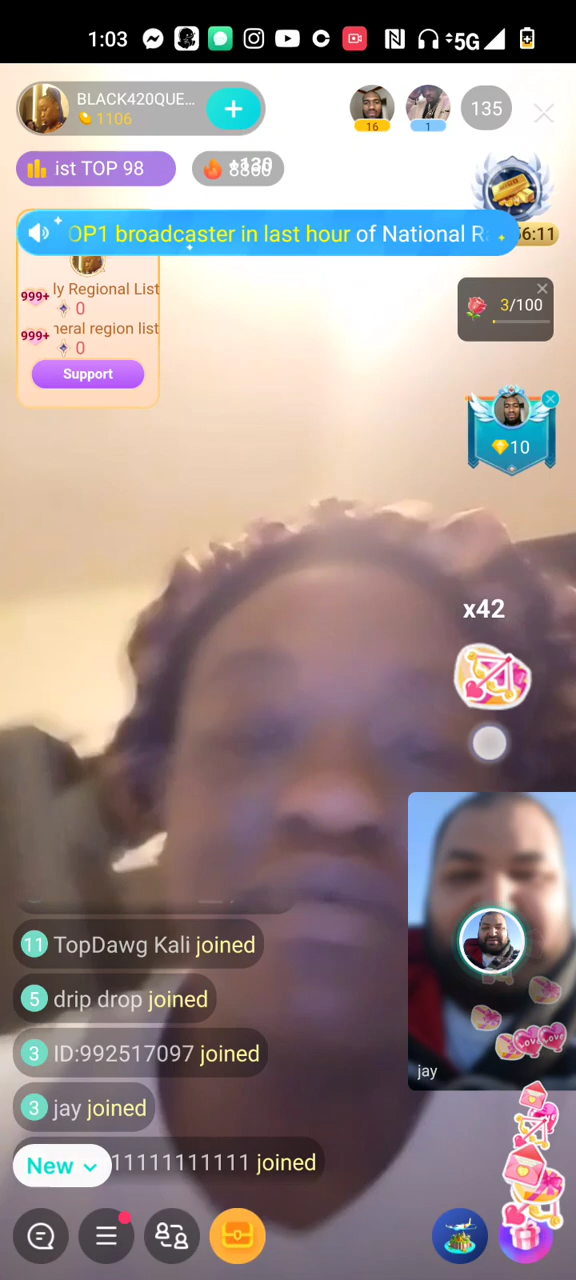 1:03
5G
BLACK420QUE...
1106
16
1
135
ist TOP 98
OP1 broadcaster in last hour of National R
6:11
ly Regional List
999+
0
neral region list
999+
0
Support
3/100
10
x42
11 TopDawg Kali joined
5 drip drop joined
3 ID:992517097 joined
3 jay joined
11111111111 joined
New
jay
LOVE